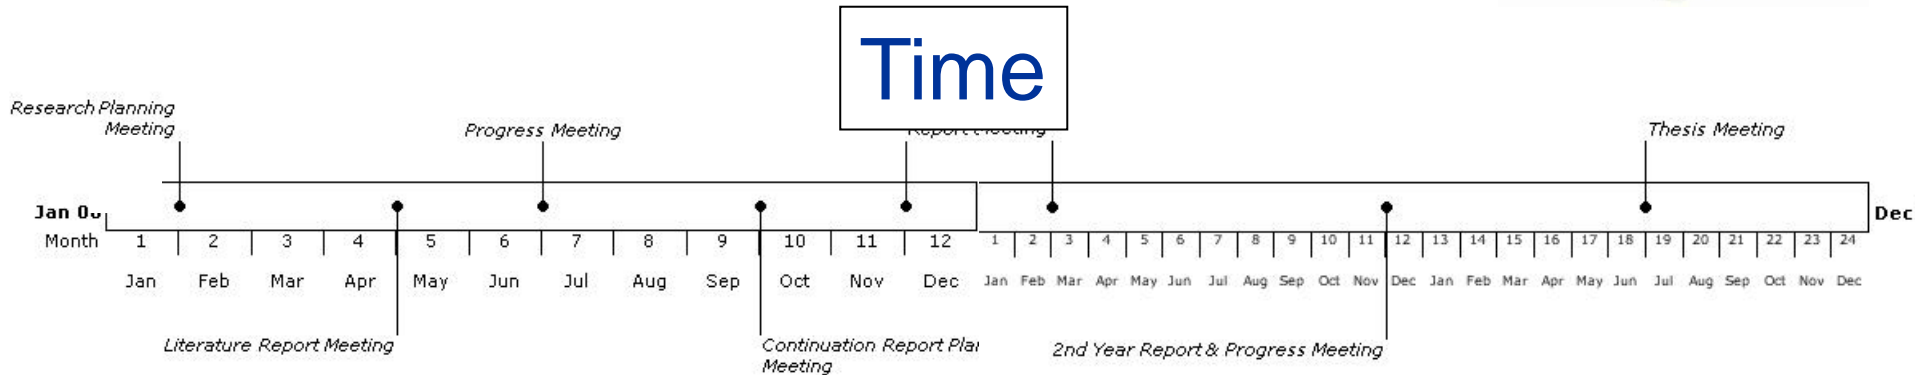 Time
Research Planning
Meeting
Progress Meeting
Report Meeting
Thesis Meeting
Jan
Dec
Month 1 2 3 4 5 6 7 8 9 10 11 12 1 2 3 4 5 6 7 8 9 10 11 12 13 14 15 16 17 18 19 20 21 22 23 24
Jan Feb Mar Apr May Jun Jul Aug Sep Oct Nov Dec Jan Feb Mar Apr May Jun Jul Aug Sep Oct Nov Dec Jan Feb Mar Apr May Jun Jul Aug Sep Oct Nov Dec
Literature Report Meeting
Continuation Report
Meeting
2nd Year Report & Progress Meeting